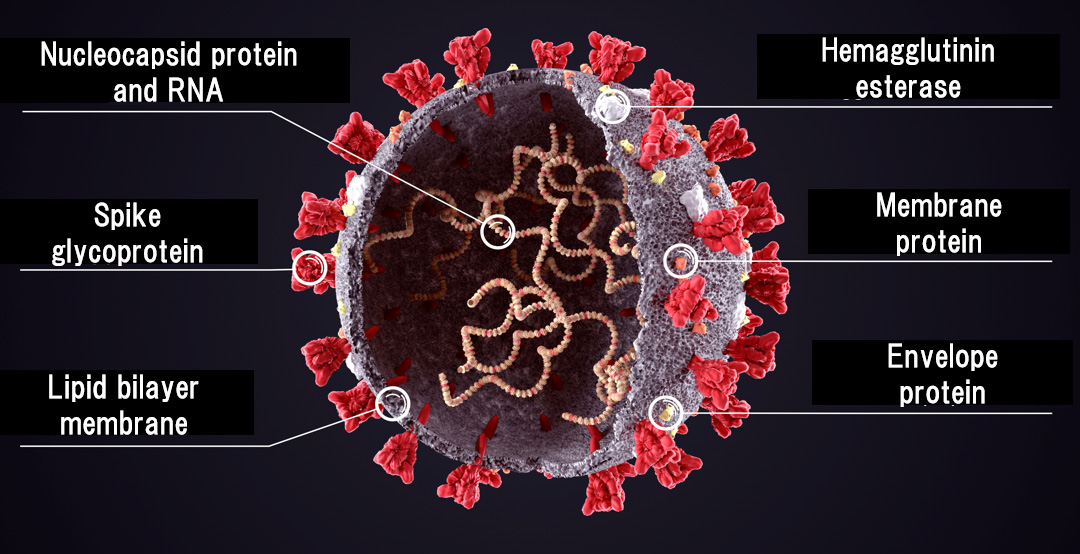 Nucleocapsid protein
and RNA
Spike
glycoprotein
Lipid bilayer
membrane
Hemagglutinin
esterase
Membrane
protein
Envelope
protein